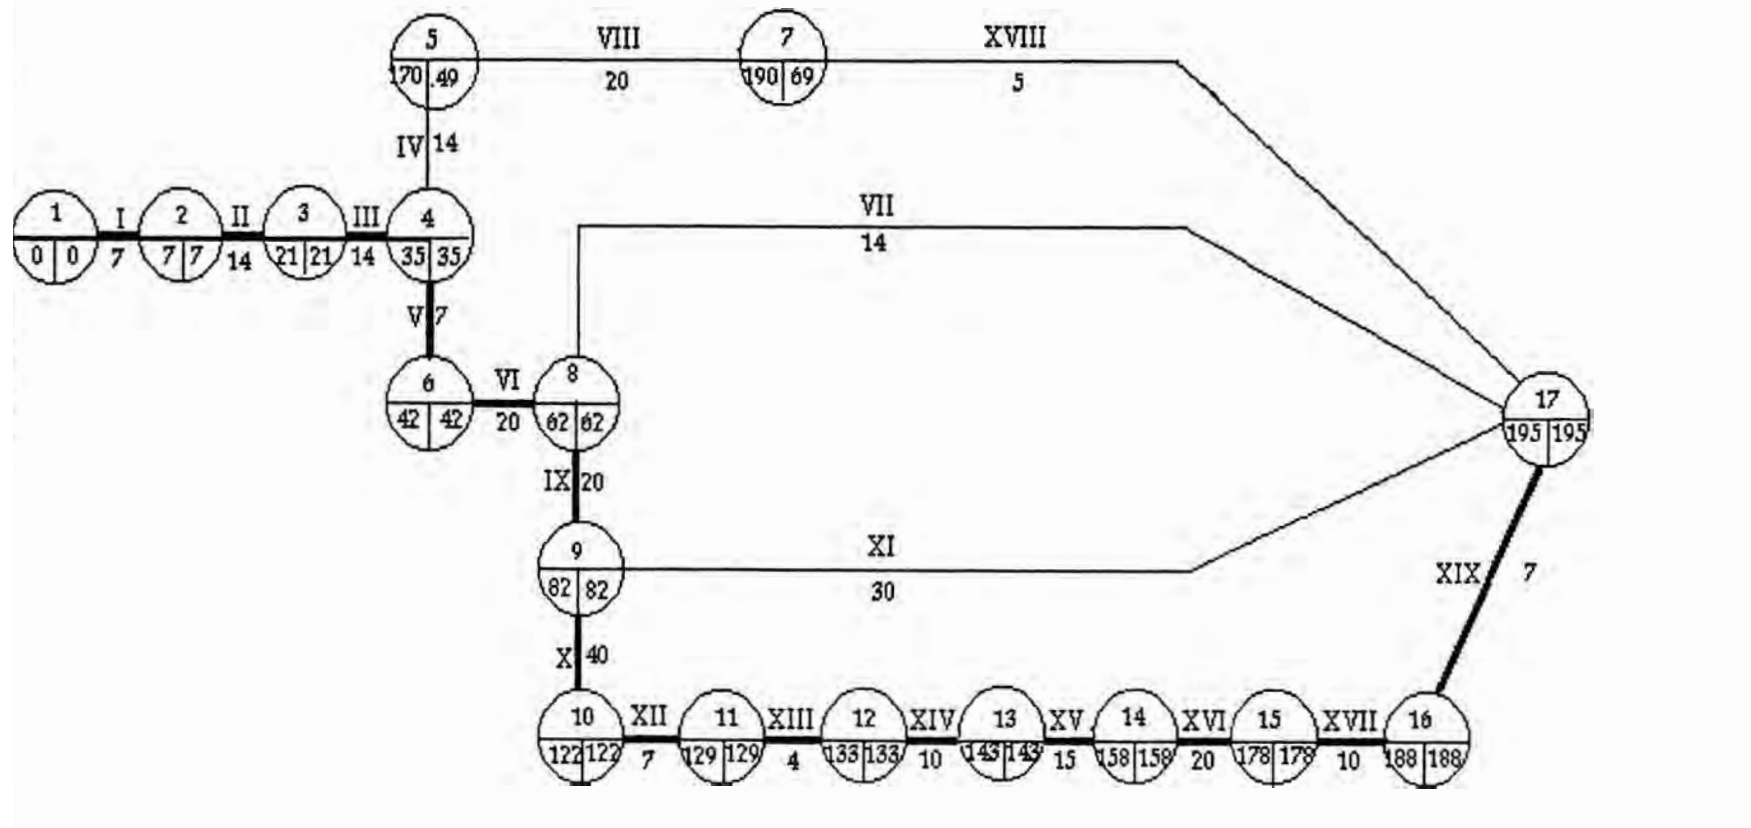 5 VIII 7 XVIII
170 .49 20 190 69 5
IV 14
1 I 2 II 3 III 4 VII
0 0 7 7 7 14 21 21 14 35 35 14
V 7
6 VI 8 17
42 42 20 62 62 195 195
IX 20
9 XI XIX 7
82 82 30
X 40
10 XII 11 XIII 12 XIV 13 XV 14 XVI 15 XVII 16
122 122 7 129 129 4 133 133 10 143 143 15 158 158 20 178 178 10 188 188